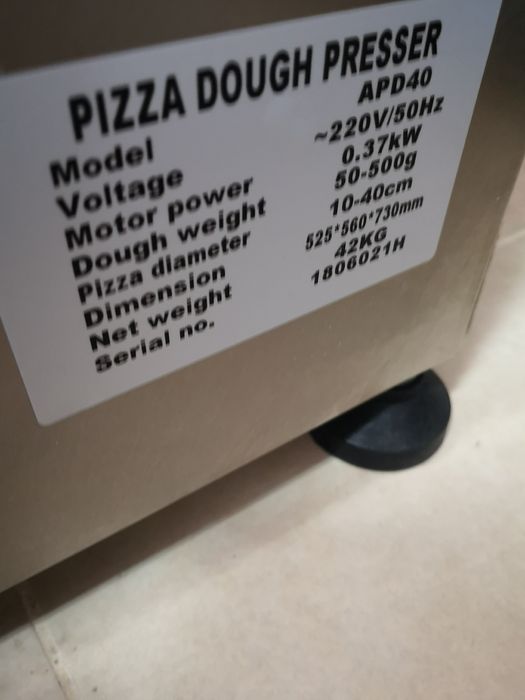 PIZZA DOUGH PRESSER
Model APD40
Voltage ~220V/50Hz
Motor power 0.37kW
Dough weight 50-500g
Pizza diameter 10-40cm
Dimension 525*560*730mm
Net weight 42KG
Serial no. 1806021H